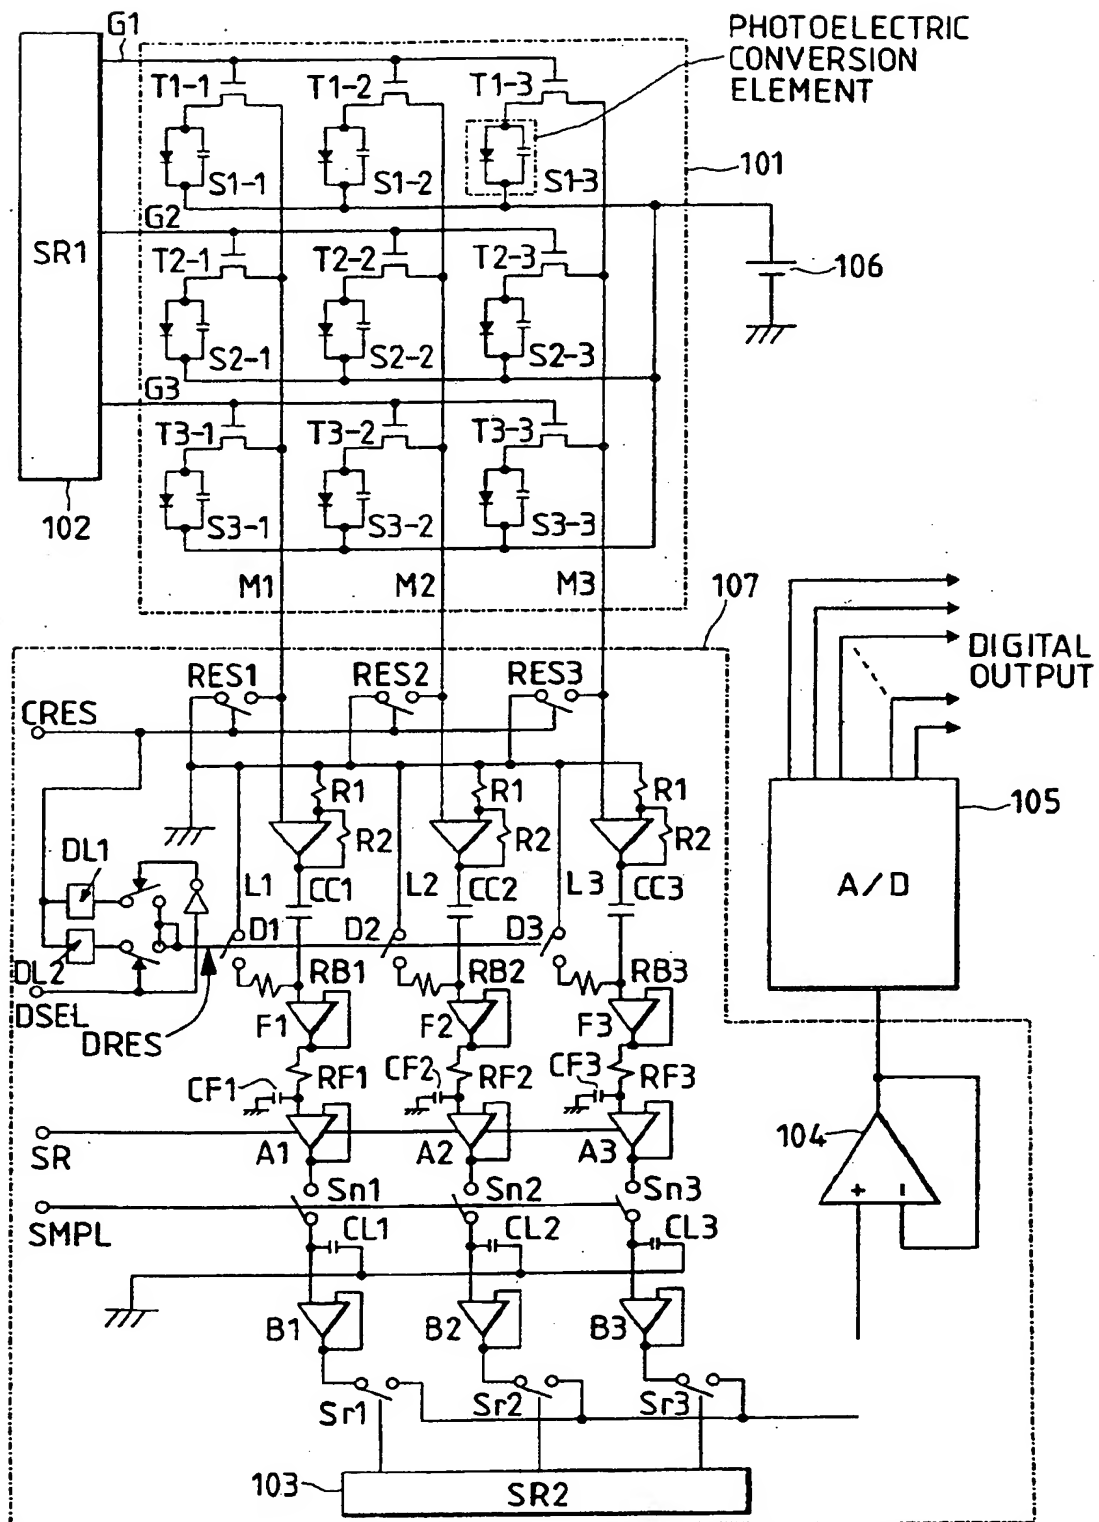 G1
PHOTOELECTRIC
CONVERSION
ELEMENT
T1-1 T1-2 T1-3
101
S1-1 S1-2 S1-3
G2
SR1
T2-1 T2-2 T2-3
106
S2-1 S2-2 S2-3
G3
T3-1 T3-2 T3-3
102
S3-1 S3-2 S3-3
M1 M2 M3
107
DIGITAL
OUTPUT
RES1 RES2 RES3
CRES
R1 R1 R1
105
R2 R2 R2
DL1
A/D
L1 CC1 L2 CC2 L3 CC3
D1 D2 D3
DL2
RB1 RB2 RB3
DSEL
F1 F2 F3
DRES
CF1 RF1 CF2 RF2 CF3 RF3
104
SR
A1 A2 A3
Sn1 Sn2 Sn3
+ -
SMPL
CL1 CL2 CL3
B1 B2 B3
Sr1 Sr2 Sr3
103
SR2